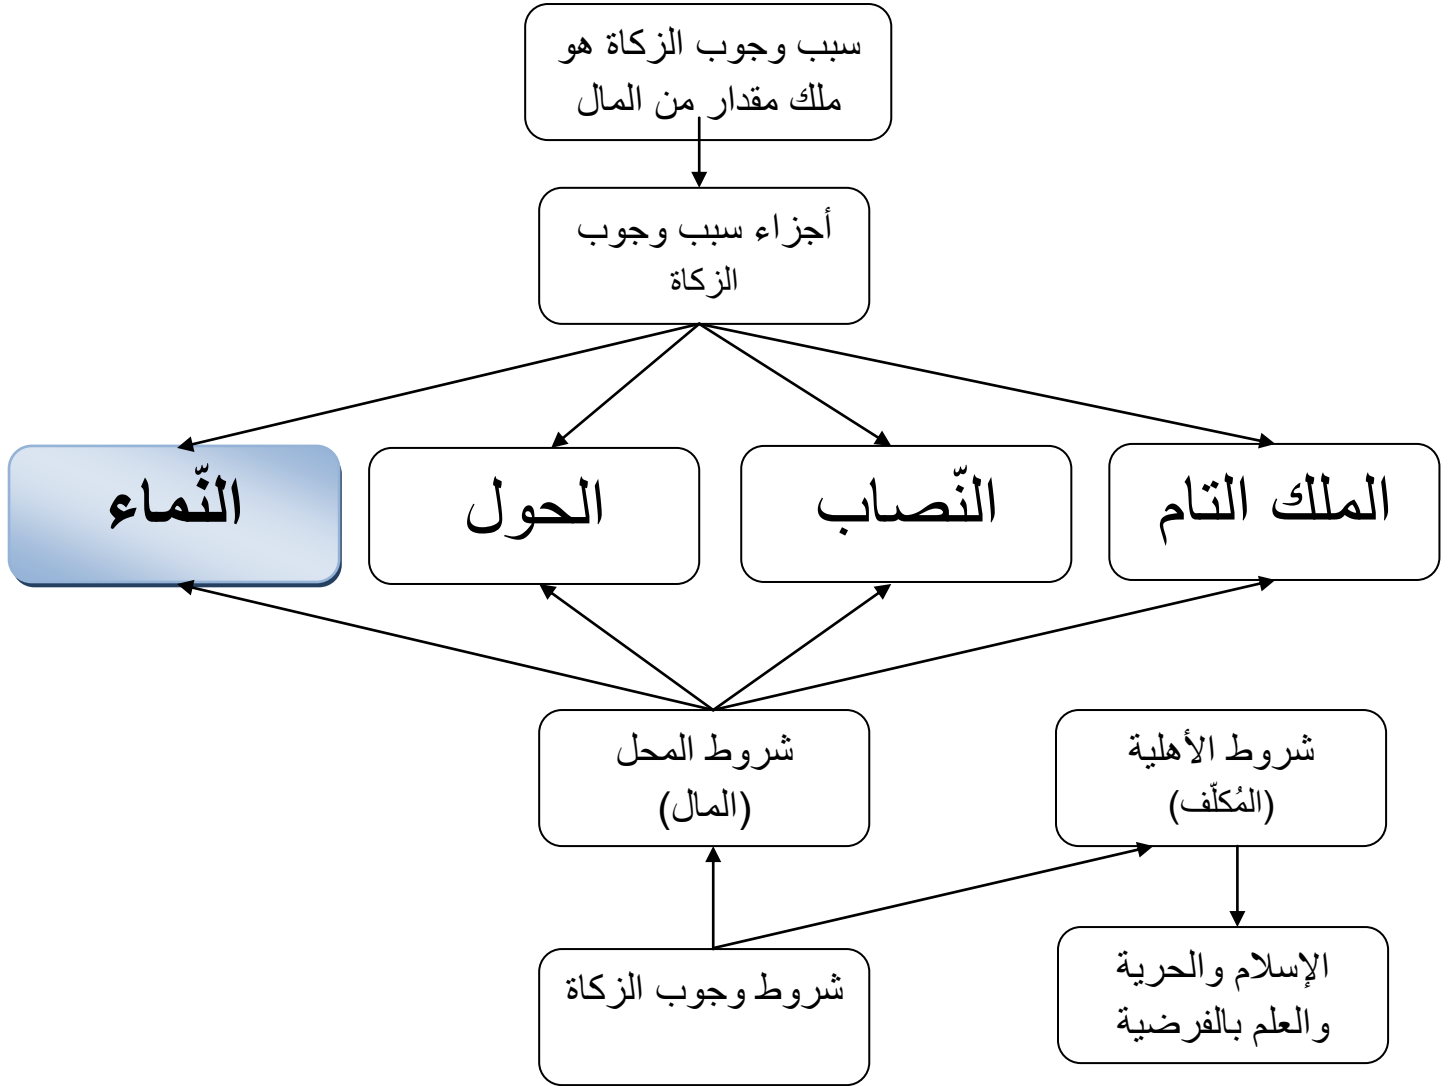 سبب وجوب الزكاة هو
ملك مقدار من المال
أجزاء سبب وجوب
الزكاة
الملك التام
النّصاب
الحول
النّماء
شروط الأهلية
(المُكلّف)
شروط المحل
(المال)
الإسلام والحرية
والعلم بالفرضية
شروط وجوب الزكاة